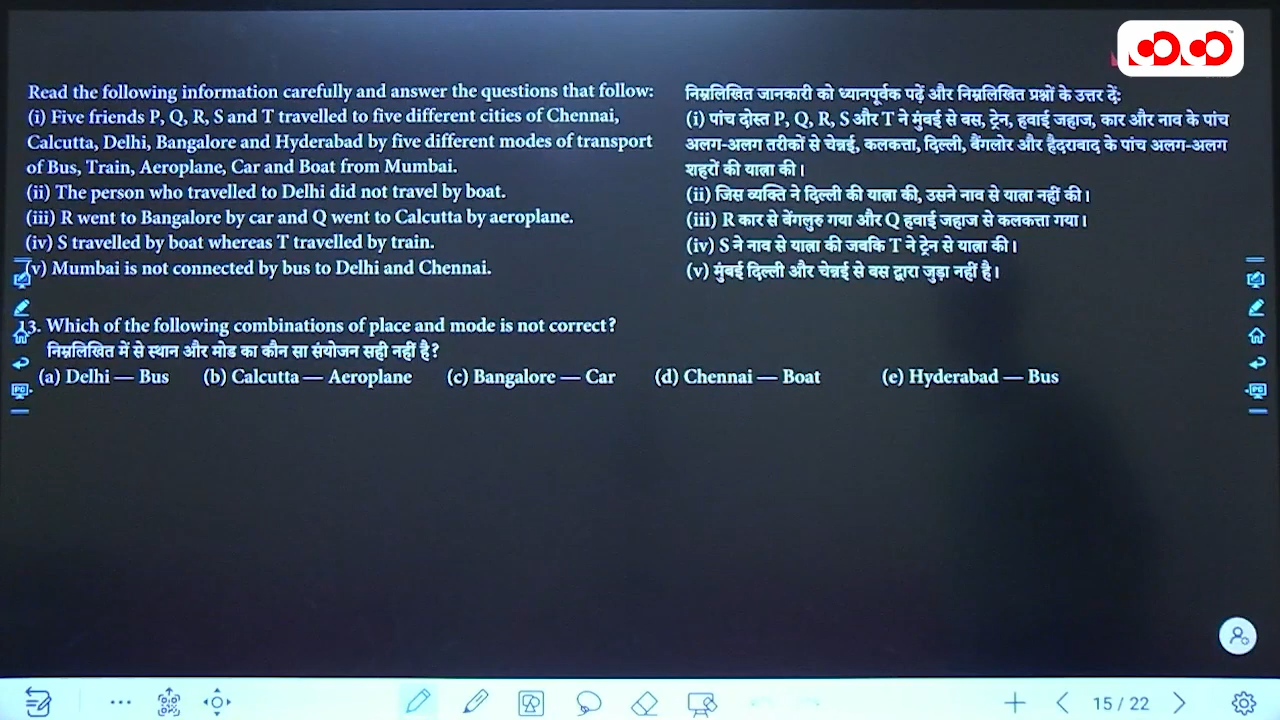 Read the following information carefully and answer the questions that follow:
(i) Five friends P, Q, R, S and T travelled to five different cities of Chennai,
Calcutta, Delhi, Bangalore and Hyderabad by five different modes of transport
of Bus, Train, Aeroplane, Car and Boat from Mumbai.
(ii) The person who travelled to Delhi did not travel by boat.
(iii) R went to Bangalore by car and Q went to Calcutta by aeroplane.
(iv) S travelled by boat whereas T travelled by train.
(v) Mumbai is not connected by bus to Delhi and Chennai.
निम्नलिखित जानकारी को ध्यानपूर्वक पढ़ें और निम्नलिखित प्रश्नों के उत्तर दें:
(i) पांच दोस्त P, Q, R, S और T ने मुंबई से बस, ट्रेन, हवाई जहाज, कार और नाव के पांच
अलग-अलग तरीकों से चेन्नई, कलकत्ता, दिल्ली, बैंगलोर और हैदराबाद के पांच अलग-अलग
शहरों की यात्रा की।
(ii) जिस व्यक्ति ने दिल्ली की यात्रा की, उसने नाव से यात्रा नहीं की।
(iii) R कार से बेंगलुरु गया और Q हवाई जहाज से कलकत्ता गया।
(iv) S ने नाव से यात्रा की जबकि T ने ट्रेन से यात्रा की।
(v) मुंबई दिल्ली और चेन्नई से बस द्वारा जुड़ा नहीं है।
13. Which of the following combinations of place and mode is not correct?
निम्नलिखित में से स्थान और मोड का कौन सा संयोजन सही नहीं है?
(a) Delhi — Bus (b) Calcutta — Aeroplane (c) Bangalore — Car (d) Chennai — Boat (e) Hyderabad — Bus
PC PC
15 / 22